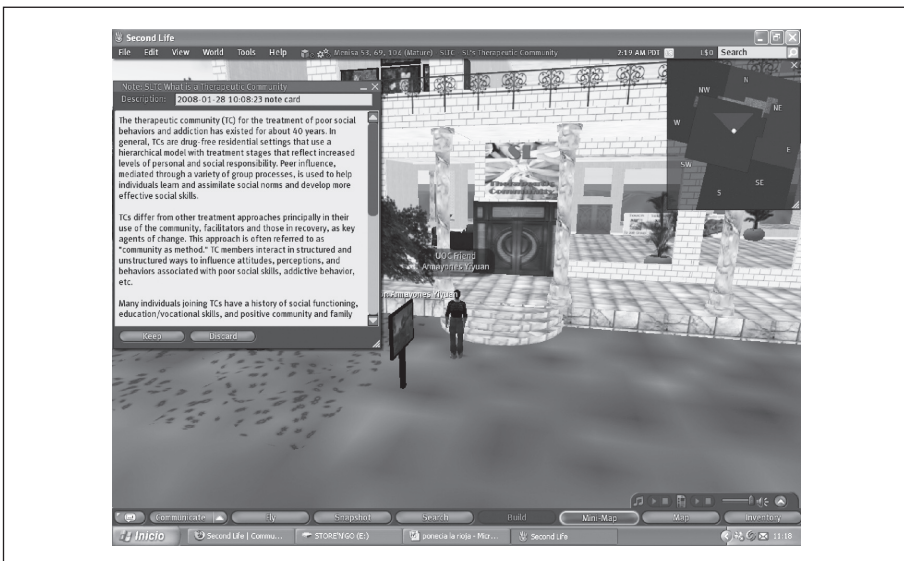 Second Life
File Edit View World Tools Help Menisa 53, 69, 104 (Mature) SLTC - SL's Therapeutic Community 2:19 AM PDT L$0 Search
Note: SLTC What is a Therapeutic Community
Description: 2008-01-28 10:08:23 note card
The therapeutic community (TC) for the treatment of poor social
behaviors and addiction has existed for about 40 years. In
general, TCs are drug-free residential settings that use a
hierarchical model with treatment stages that reflect increased
levels of personal and social responsibility. Peer influence,
mediated through a variety of group processes, is used to help
individuals learn and assimilate social norms and develop more
effective social skills.
TCs differ from other treatment approaches principally in their
use of the community, facilitators and those in recovery, as key
agents of change. This approach is often referred to as
"community as method." TC members interact in structured and
unstructured ways to influence attitudes, perceptions, and
behaviors associated with poor social skills, addictive behavior,
etc.
Many individuals joining TCs have a history of social functioning,
education/vocational skills, and positive community and family
Keep Discard
N
NW NE
W E
SW SE
S
SL
Therapeutic
Community
UOC Friend
Armayones Yiyuan
Armayones Yiyuan
Communicate Fly Snapshot Search Build Mini-Map Map Inventory
Inicio Second Life | Commu... STORE'N'GO (E:) ponecia la rioja - Micr... Second Life 11:18